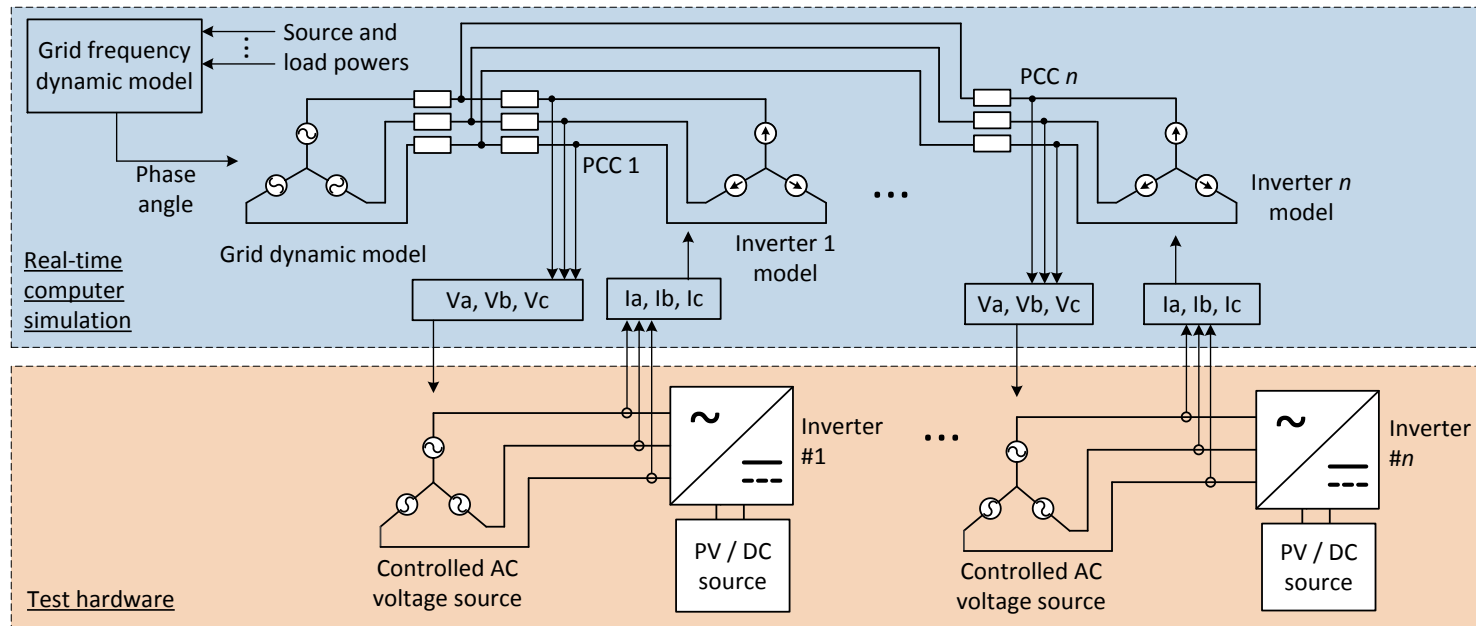 Grid frequency
dynamic model
Source and
load powers
Phase
angle
Grid dynamic model
PCC 1
Inverter 1
model
PCC n
Inverter n
model
Real-time
computer
simulation
Va, Vb, Vc
Ia, Ib, Ic
Va, Vb, Vc
Ia, Ib, Ic
Inverter
#1
PV / DC
source
Controlled AC
voltage source
Inverter
#n
PV / DC
source
Controlled AC
voltage source
Test hardware